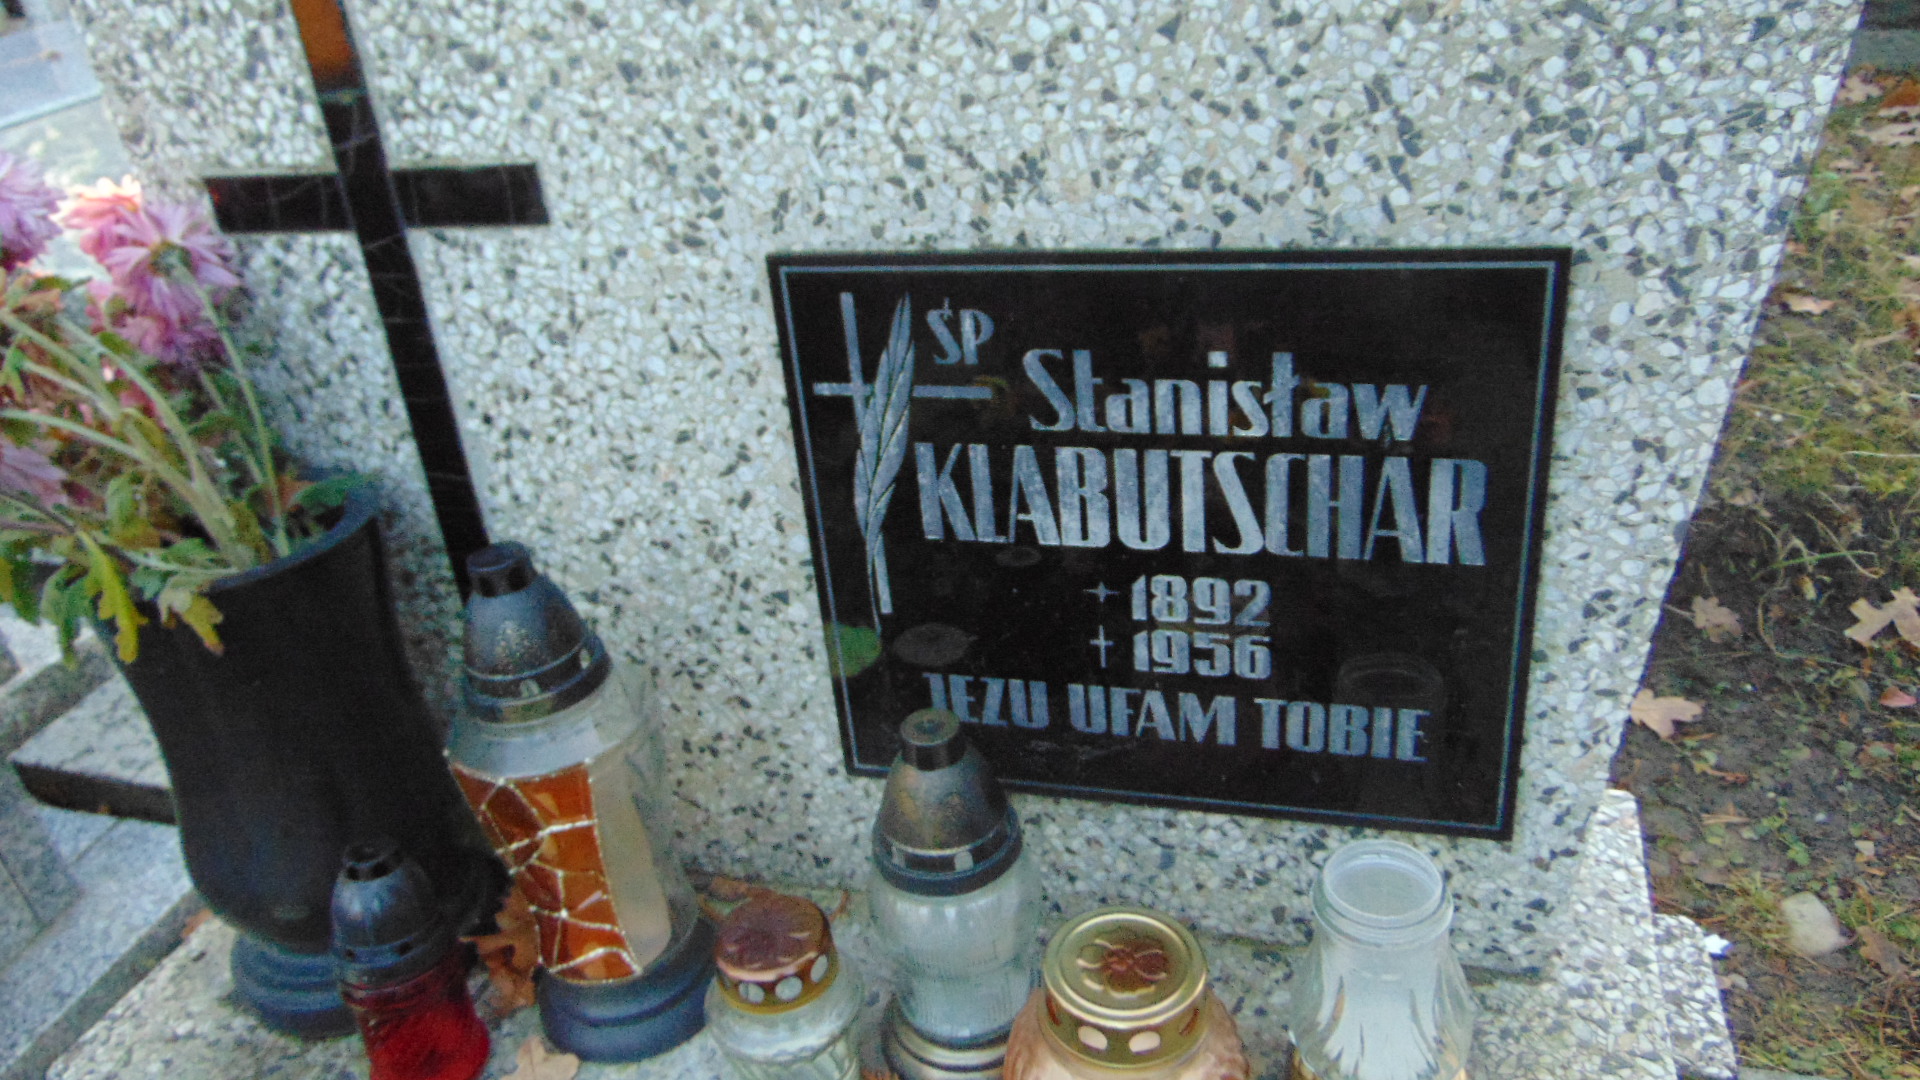 ŚP
Stanisław
KLABUTSCHAR
1892
1956
JEZU UFAM TOBIE